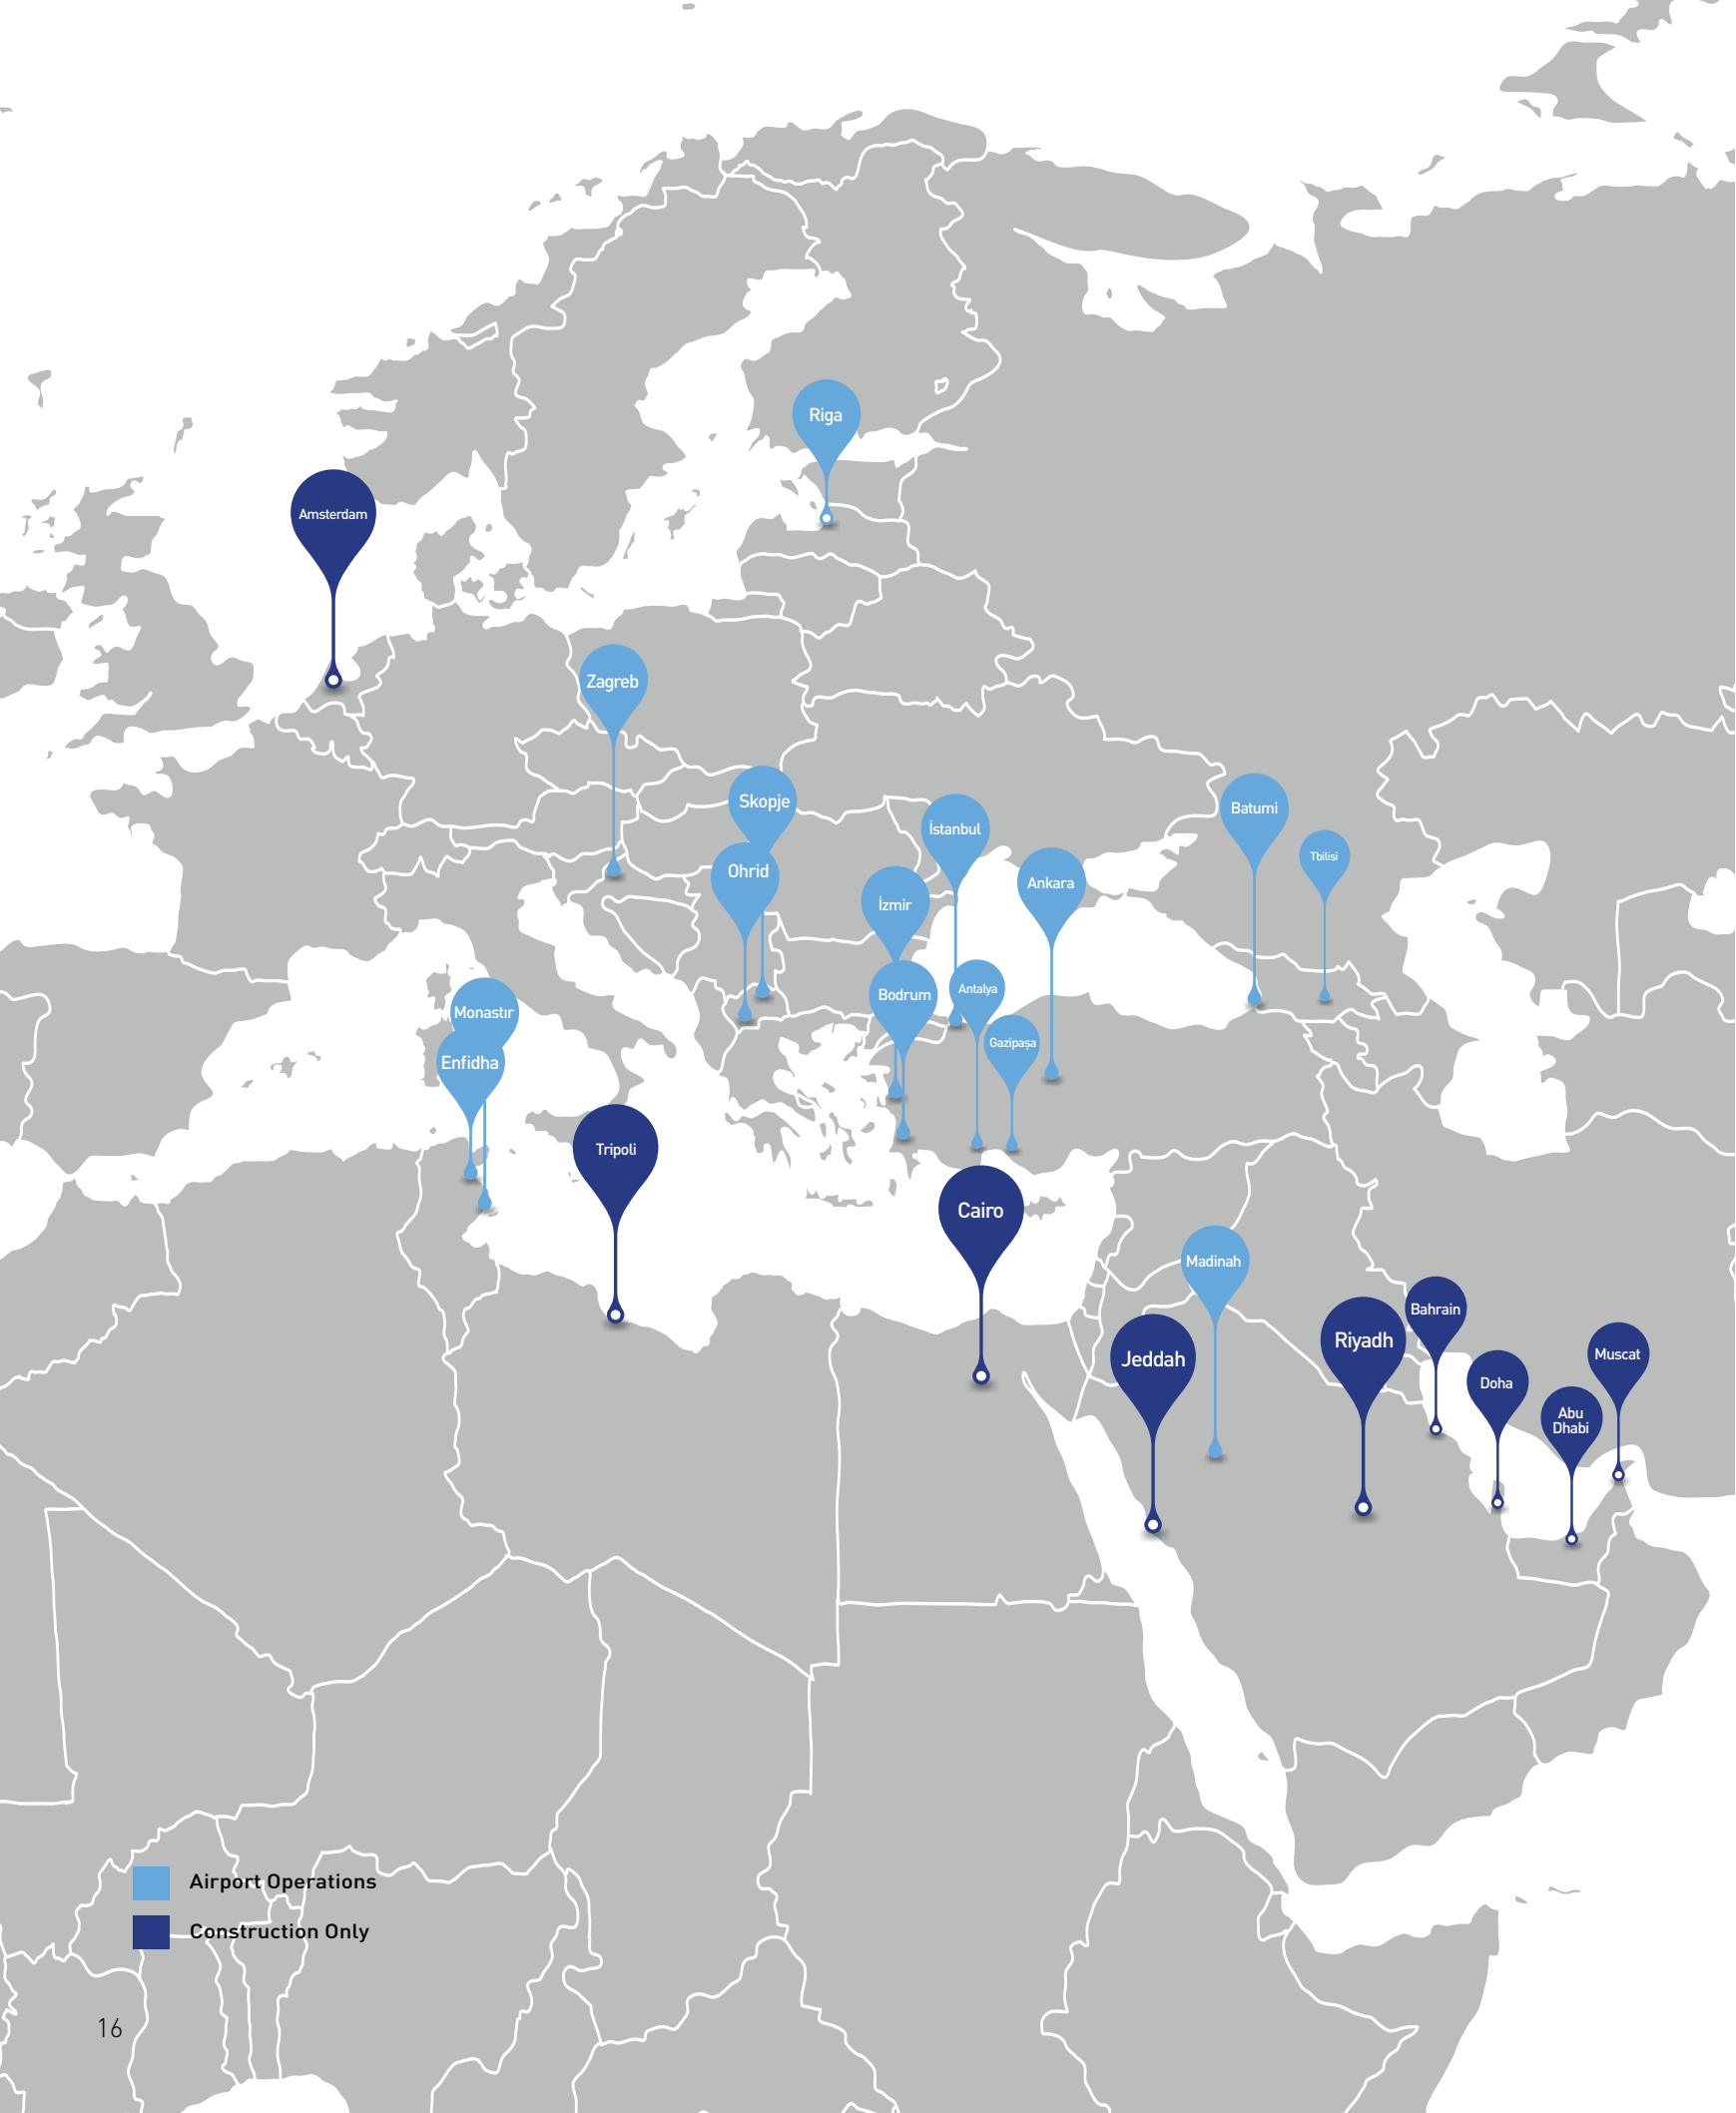 Riga
Amsterdam
Zagreb
Skopje
Batumi
İstanbul
Tbilisi
Ohrid
Ankara
İzmir
Antalya
Bodrum
Monastır
Gazipaşa
Enfidha
Tripoli
Cairo
Madinah
Bahrain
Riyadh
Muscat
Jeddah
Doha
Abu
Dhabi
Airport Operations
Construction Only
16